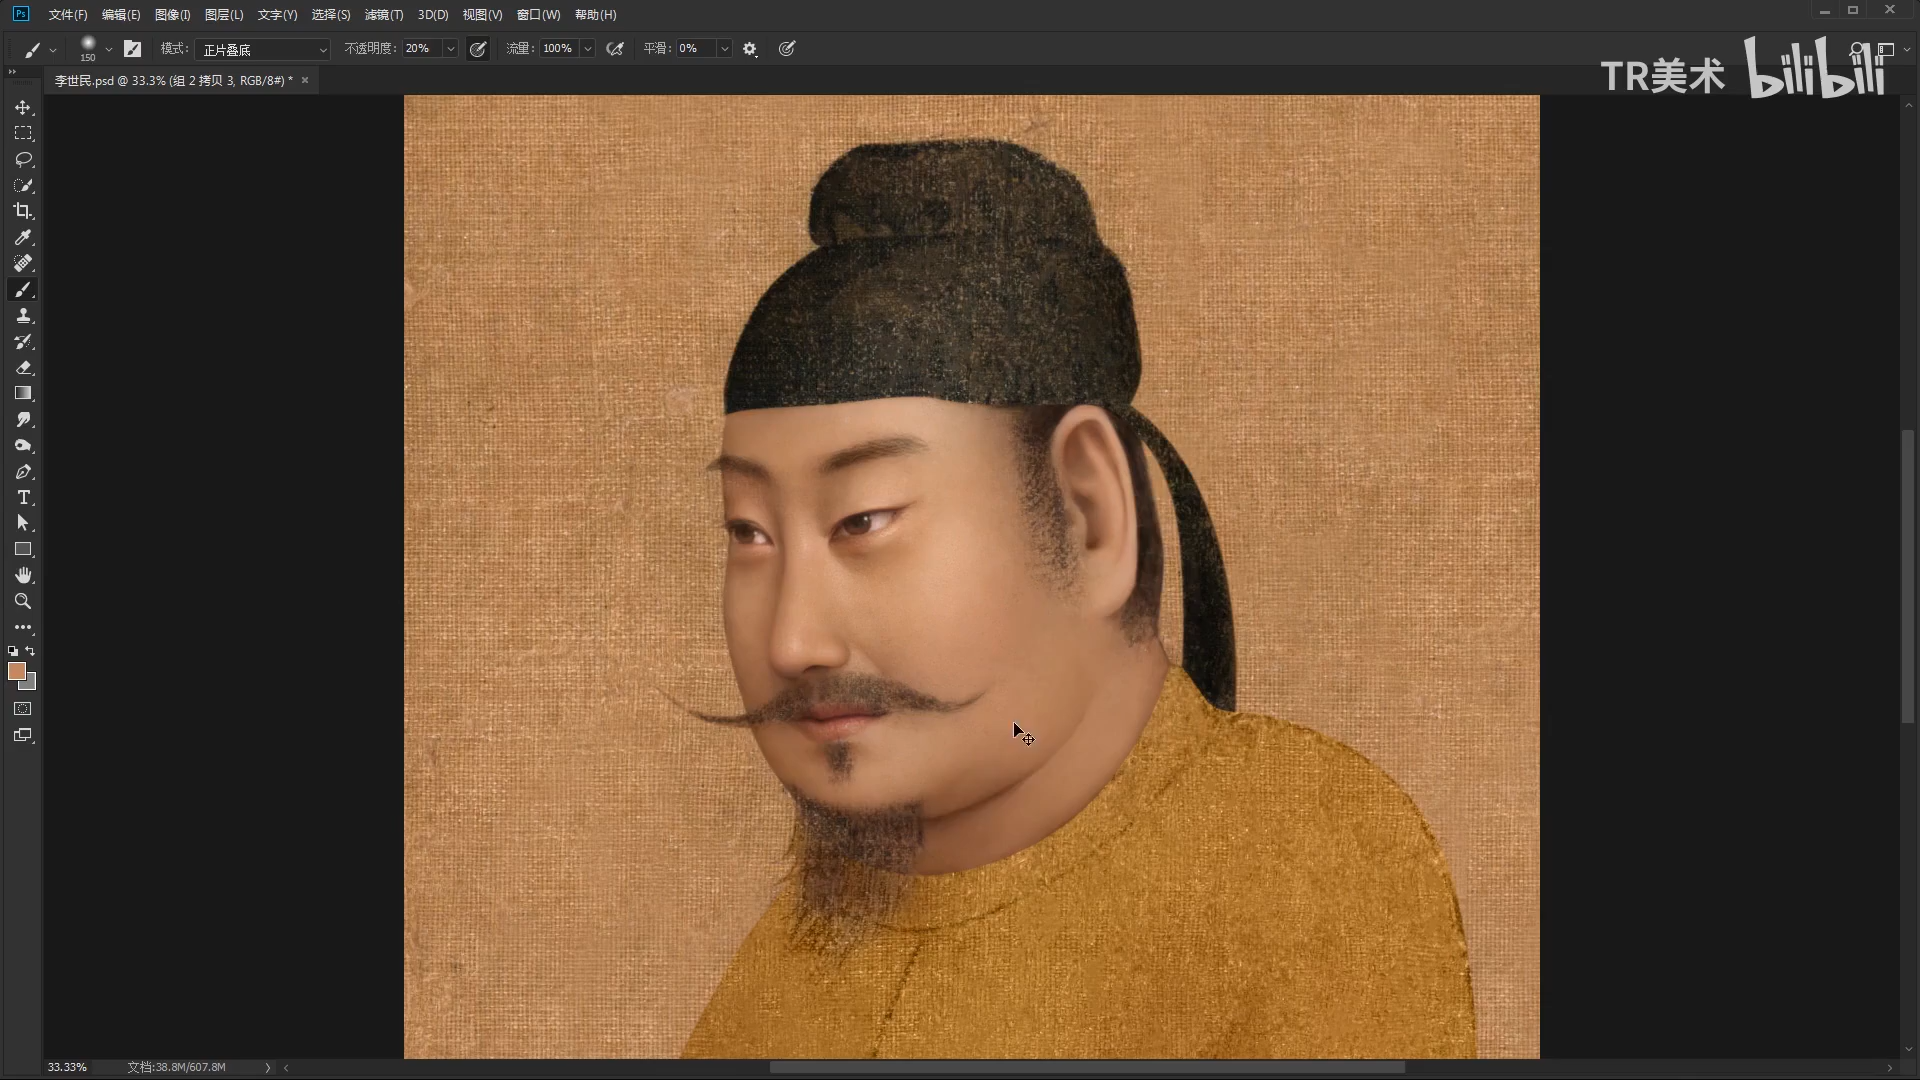 Ps 文件(F) 编辑(E) 图像(I) 图层(L) 文字(Y) 选择(S) 滤镜(T) 3D(D) 视图(V) 窗口(W) 帮助(H)
150 模式: 正片叠底 不透明度: 20% 流量: 100% 平滑: 0%
李世民.psd @ 33.3% (组 2 拷贝 3, RGB/8#) *
TR美术 bilibili
33.33% 文档:38.8M/607.8M